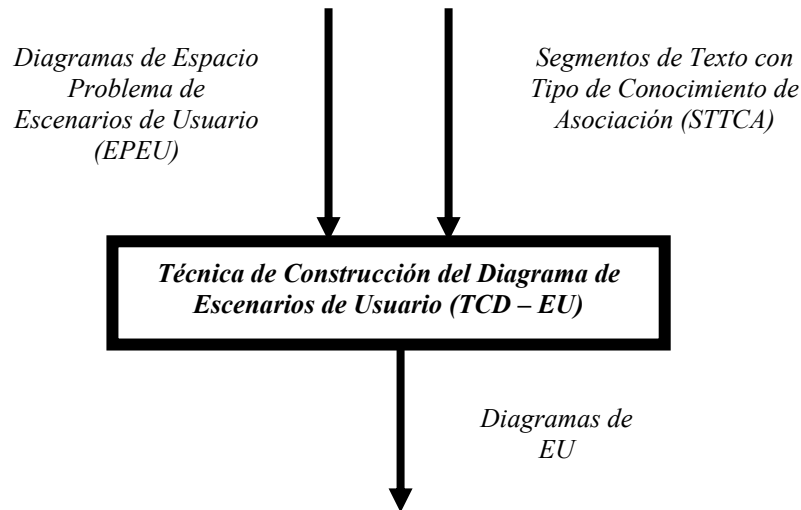 Diagramas de Espacio
Problema de
Escenarios de Usuario
(EPEU)
Segmentos de Texto con
Tipo de Conocimiento de
Asociación (STTCA)
Técnica de Construcción del Diagrama de
Escenarios de Usuario (TCD – EU)
Diagramas de
EU